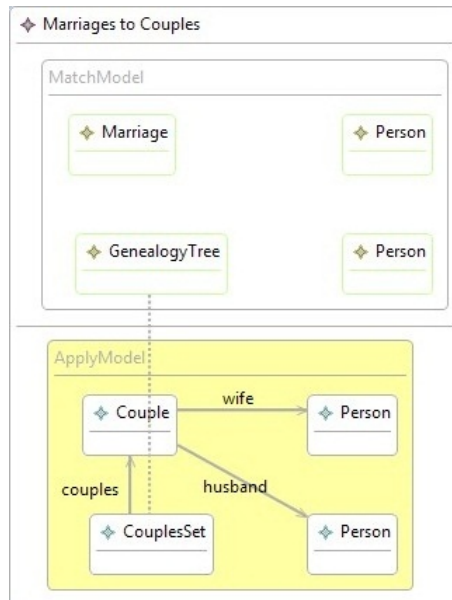 Marriages to Couples
MatchModel
Marriage
Person
GenealogyTree
Person
ApplyModel
Couple
wife
Person
couples
husband
CouplesSet
Person